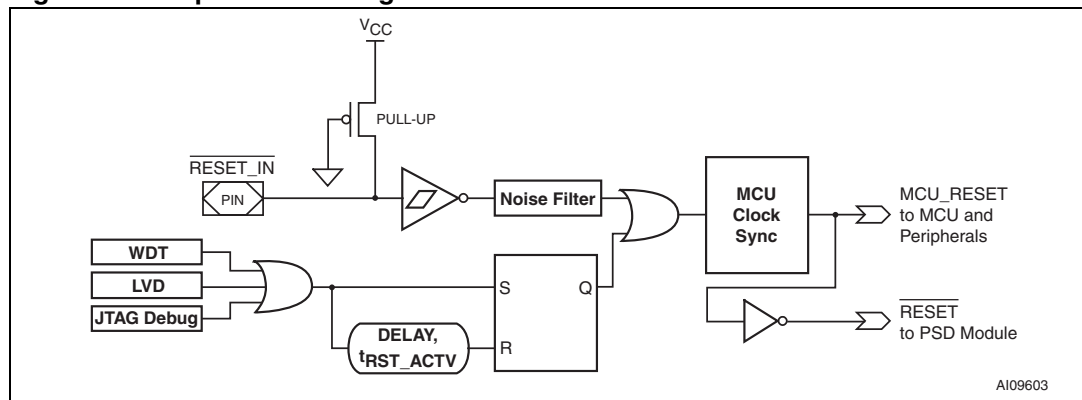 VCC
PULL-UP
RESET_IN
PIN
Noise Filter
MCU
Clock
Sync
MCU_RESET
to MCU and
Peripherals
WDT
LVD
JTAG Debug
S
Q
R
DELAY,
tRST_ACTV
RESET
to PSD Module
AI09603